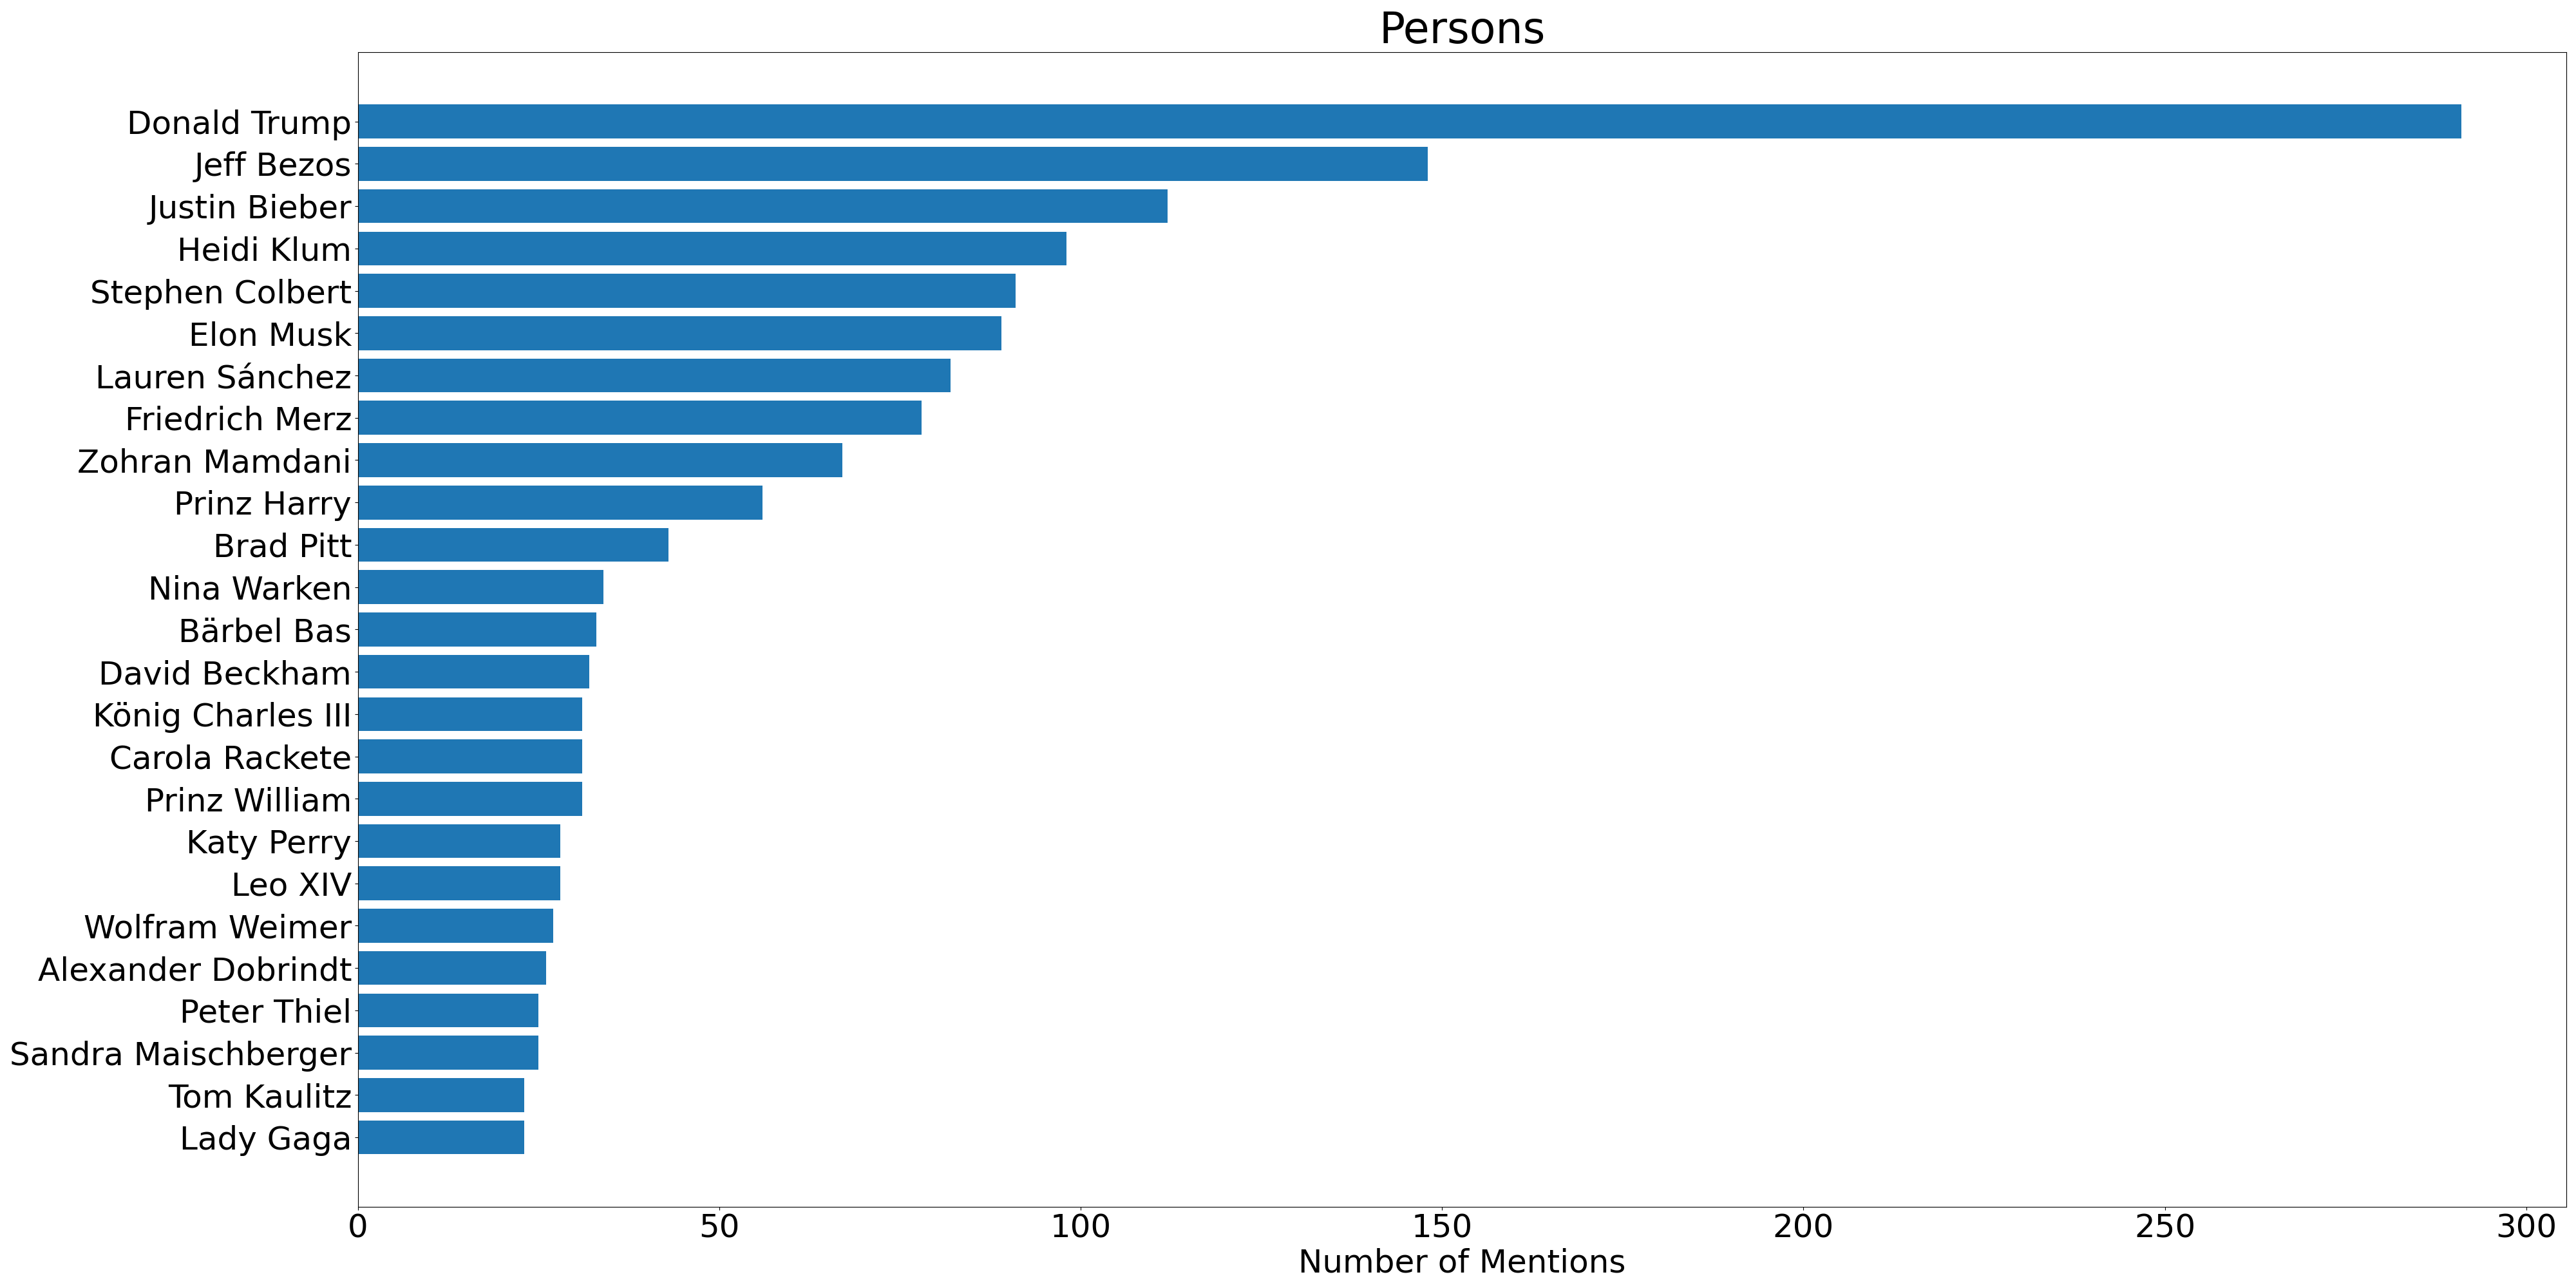 Persons
Donald Trump
Jeff Bezos
Justin Bieber
Heidi Klum
Stephen Colbert
Elon Musk
Lauren Sánchez
Friedrich Merz
Zohran Mamdani
Prinz Harry
Brad Pitt
Nina Warken
Bärbel Bas
David Beckham
König Charles III
Carola Rackete
Prinz William
Katy Perry
Leo XIV
Wolfram Weimer
Alexander Dobrindt
Peter Thiel
Sandra Maischberger
Tom Kaulitz
Lady Gaga
0 50 100 150 200 250 300
Number of Mentions